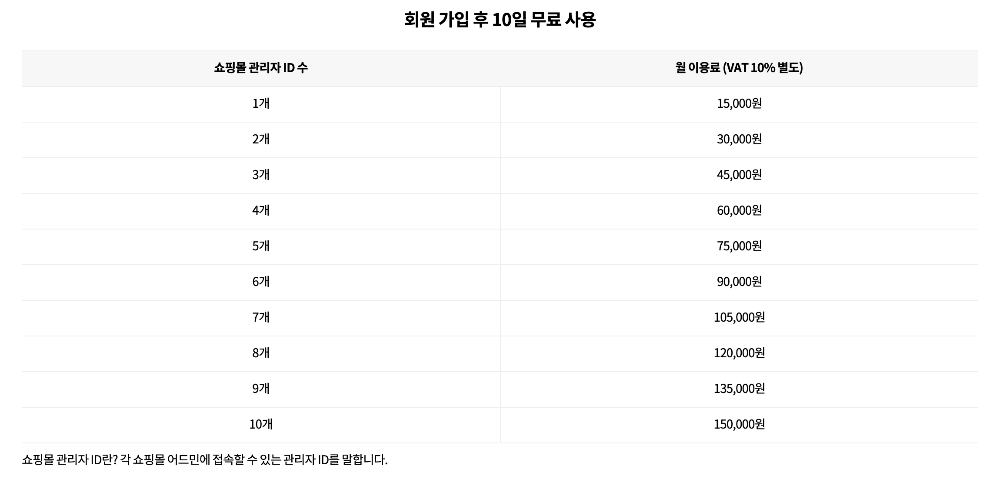 회원 가입 후 10일 무료 사용
쇼핑몰 관리자 ID 수 월 이용료 (VAT 10% 별도)
1개 15,000원
2개 30,000원
3개 45,000원
4개 60,000원
5개 75,000원
6개 90,000원
7개 105,000원
8개 120,000원
9개 135,000원
10개 150,000원
쇼핑몰 관리자 ID란? 각 쇼핑몰 어드민에 접속할 수 있는 관리자 ID를 말합니다.